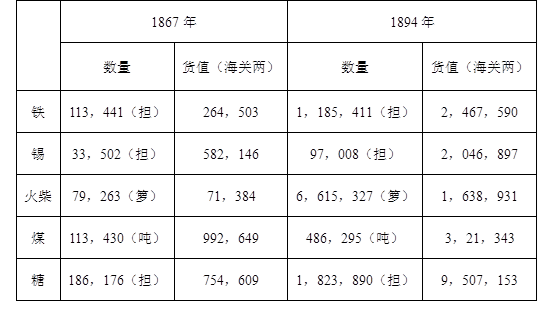 1867 年 1894 年
数量 货值（海关两） 数量 货值（海关两）
铁 113，441（担） 264，503 1，185，411（担） 2，467，590
锡 33，502（担） 582，146 97，008（担） 2，046，897
火柴 79，263（箩） 71，384 6，615，327（箩） 1，638，931
煤 113，430（吨） 992，649 486，295（吨） 3，21，343
糖 186，176（担） 754，609 1，823，890（担） 9，507，153